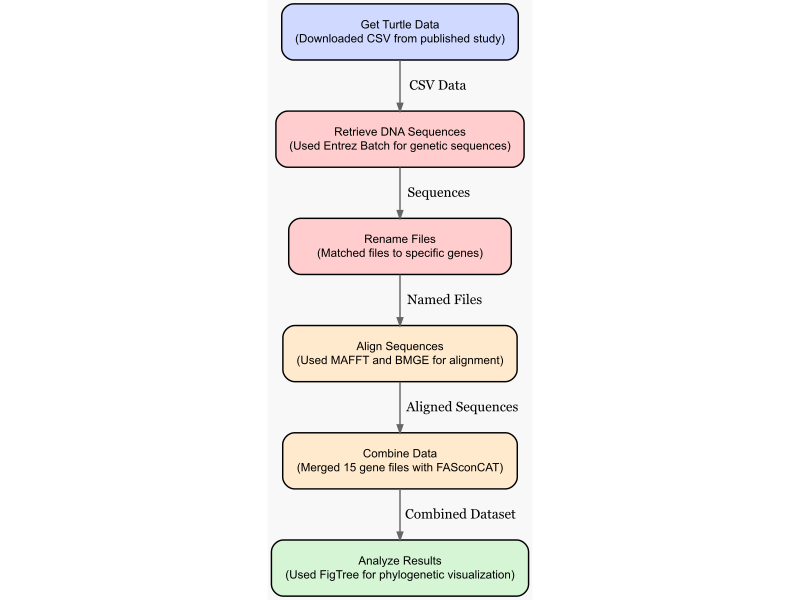 Get Turtle Data
(Downloaded CSV from published study)
CSV Data
Retrieve DNA Sequences
(Used Entrez Batch for genetic sequences)
Sequences
Rename Files
(Matched files to specific genes)
Named Files
Align Sequences
(Used MAFFT and BMGE for alignment)
Aligned Sequences
Combine Data
(Merged 15 gene files with FASconCAT)
Combined Dataset
Analyze Results
(Used FigTree for phylogenetic visualization)